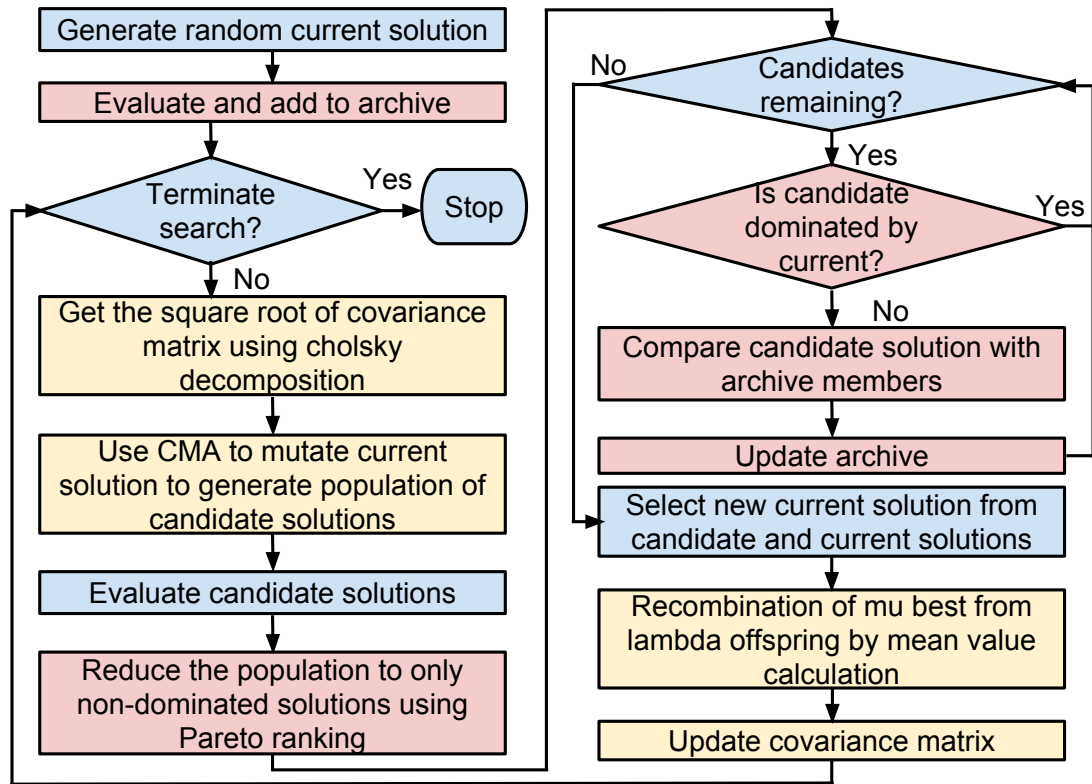 Generate random current solution
Evaluate and add to archive
Terminate
search?
Yes
Stop
No
Get the square root of covariance
matrix using cholsky
decomposition
Use CMA to mutate current
solution to generate population of
candidate solutions
Evaluate candidate solutions
Reduce the population to only
non-dominated solutions using
Pareto ranking
No
Candidates
remaining?
Yes
Is candidate
dominated by
current?
Yes
No
Compare candidate solution with
archive members
Update archive
Select new current solution from
candidate and current solutions
Recombination of mu best from
lambda offspring by mean value
calculation
Update covariance matrix